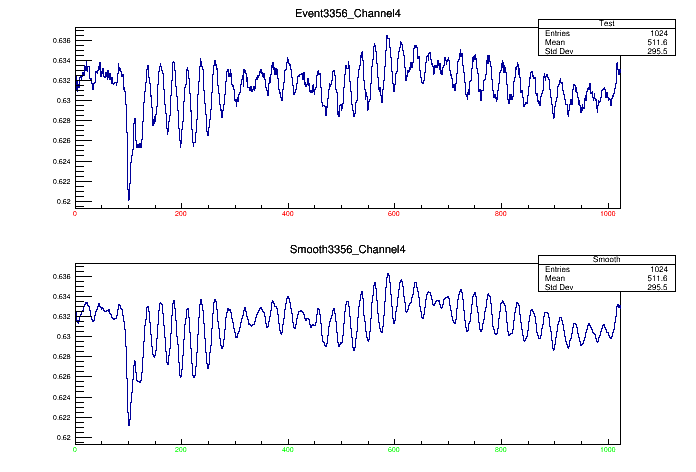 Event3356_Channel4
Test
Entries 1024
Mean 511.6
Std Dev 295.5
0.636
0.634
0.632
0.63
0.628
0.626
0.624
0.622
0.62
0 200 400 600 800 1000
Smooth3356_Channel4
Smooth
Entries 1024
Mean 511.6
Std Dev 295.5
0.636
0.634
0.632
0.63
0.628
0.626
0.624
0.622
0.62
0 200 400 600 800 1000